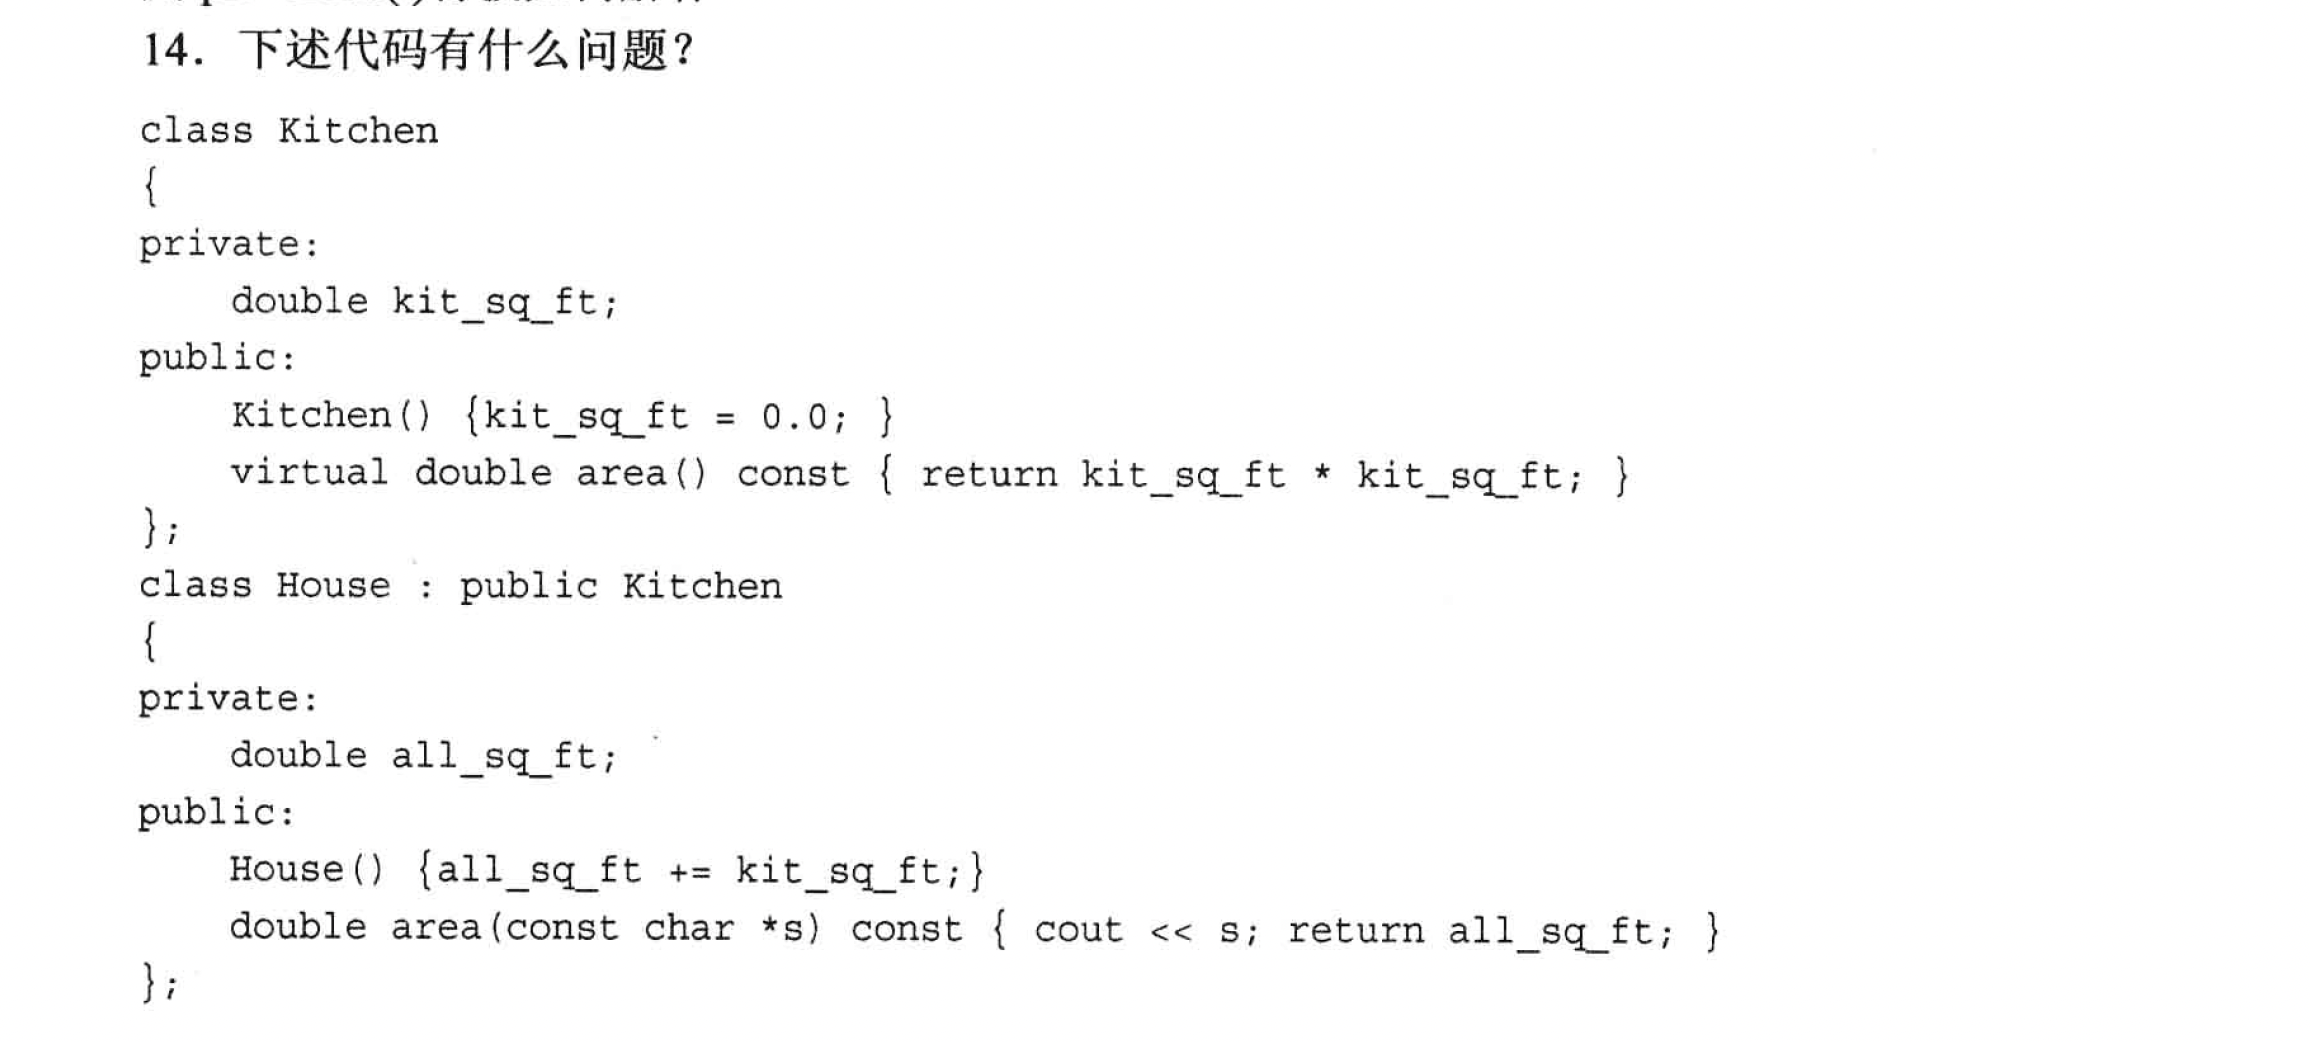 14. 下述代码有什么问题?
class Kitchen
{
private:
    double kit_sq_ft;
public:
    Kitchen() {kit_sq_ft = 0.0; }
    virtual double area() const { return kit_sq_ft * kit_sq_ft; }
};
class House : public Kitchen
{
private:
    double all_sq_ft;
public:
    House() {all_sq_ft += kit_sq_ft;}
    double area(const char *s) const { cout << s; return all_sq_ft; }
};